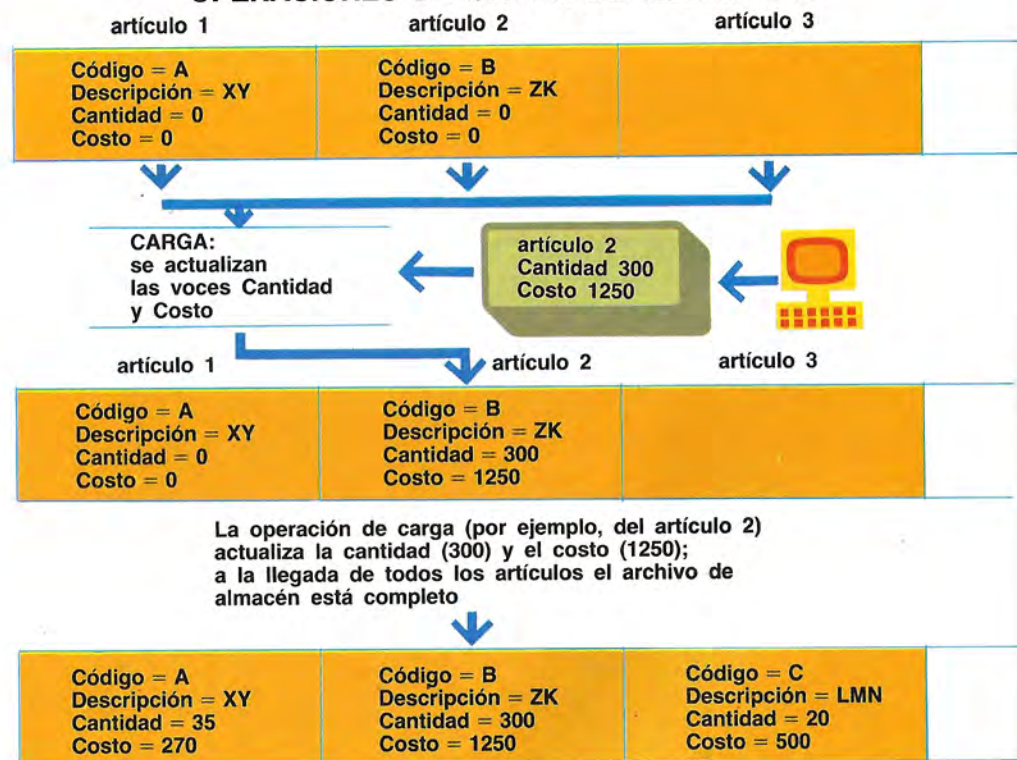 artículo 1 artículo 2 artículo 3
Código = A
Descripción = XY
Cantidad = 0
Costo = 0
Código = B
Descripción = ZK
Cantidad = 0
Costo = 0
CARGA:
se actualizan
las voces Cantidad
y Costo
artículo 2
Cantidad 300
Costo 1250
artículo 1 artículo 2 artículo 3
Código = A
Descripción = XY
Cantidad = 0
Costo = 0
Código = B
Descripción = ZK
Cantidad = 300
Costo = 1250
La operación de carga (por ejemplo, del artículo 2)
actualiza la cantidad (300) y el costo (1250);
a la llegada de todos los artículos el archivo de
almacén está completo
Código = A
Descripción = XY
Cantidad = 35
Costo = 270
Código = B
Descripción = ZK
Cantidad = 300
Costo = 1250
Código = C
Descripción = LMN
Cantidad = 20
Costo = 500